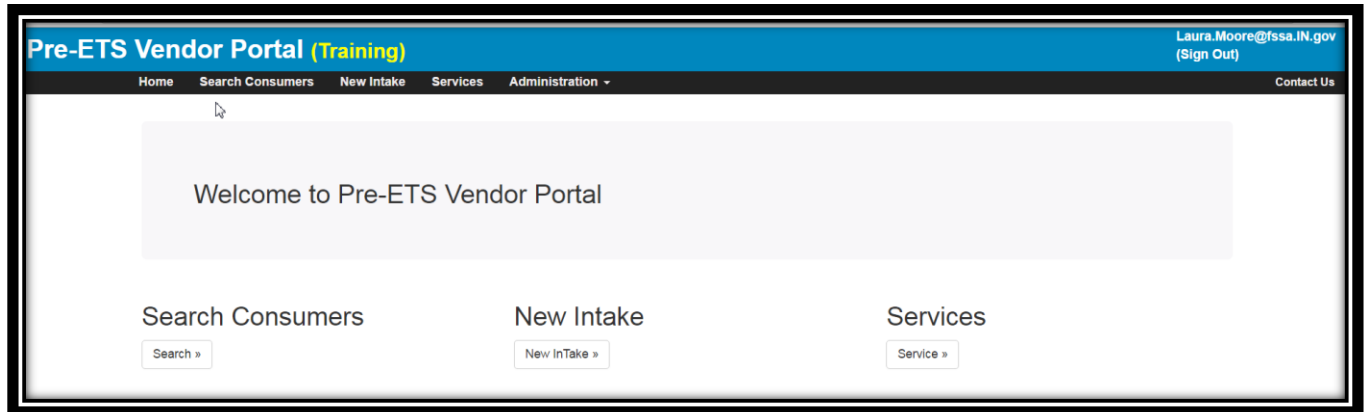 Pre-ETS Vendor Portal (Training)
Laura.Moore@fssa.IN.gov
(Sign Out)
Home Search Consumers New Intake Services Administration
Contact Us
Welcome to Pre-ETS Vendor Portal
Search Consumers New Intake Services
Search » New InTake » Service »